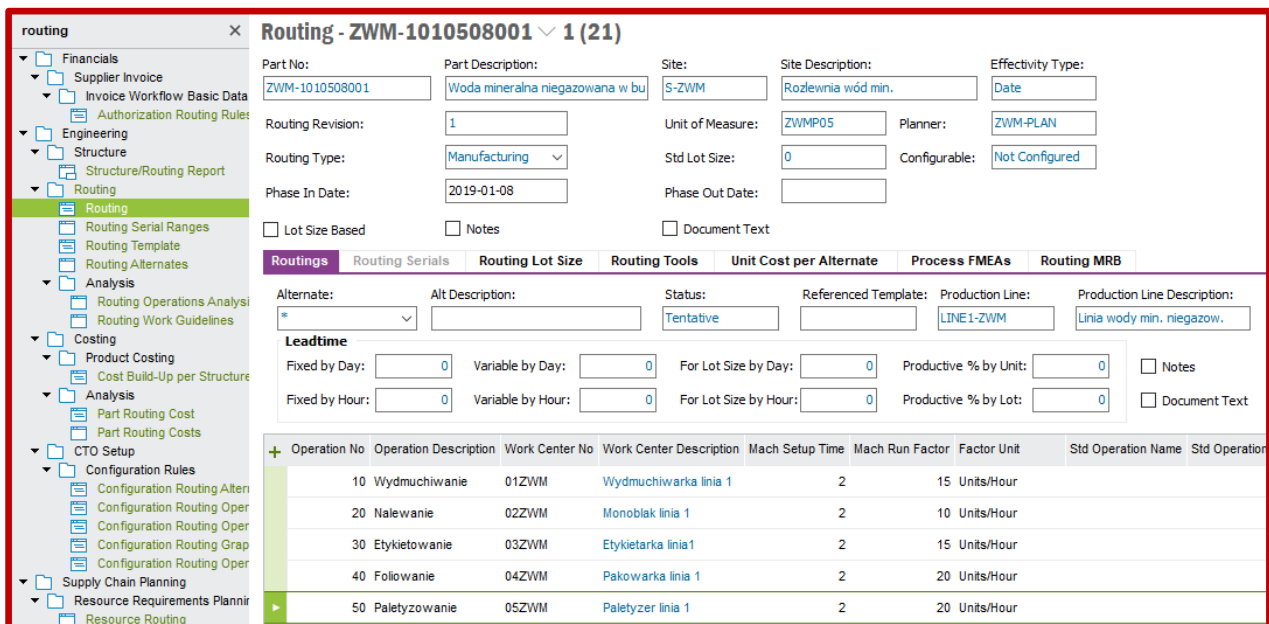 routing ×
Financials
Supplier Invoice
Invoice Workflow Basic Data
Authorization Routing Rules
Engineering
Structure
Structure/Routing Report
Routing
Routing
Routing Serial Ranges
Routing Template
Routing Alternates
Analysis
Routing Operations Analysi
Routing Work Guidelines
Costing
Product Costing
Cost Build-Up per Structure
Analysis
Part Routing Cost
Part Routing Costs
CTO Setup
Configuration Rules
Configuration Routing Altern
Configuration Routing Oper
Configuration Routing Oper
Configuration Routing Grap
Configuration Routing Oper
Supply Chain Planning
Resource Requirements Plannin
Resource Routing
Routing - ZWM-1010508001 1 (21)
Part No: Part Description: Site: Site Description: Effectivity Type:
ZWM-1010508001 Woda mineralna niegazowana w bu S-ZWM Rozlewnia wód min. Date
Routing Revision: 1 Unit of Measure: ZWMP05 Planner: ZWM-PLAN
Routing Type: Manufacturing Std Lot Size: 0 Configurable: Not Configured
Phase In Date: 2019-01-08 Phase Out Date:
Lot Size Based Notes Document Text
Routings Routing Serials Routing Lot Size Routing Tools Unit Cost per Alternate Process FMEAs Routing MRB
Alternate: Alt Description: Status: Referenced Template: Production Line: Production Line Description:
* Tentative LINE1-ZWM Linia wody min. niegazow.
Leadtime
Fixed by Day: 0 Variable by Day: 0 For Lot Size by Day: 0 Productive % by Unit: 0 Notes
Fixed by Hour: 0 Variable by Hour: 0 For Lot Size by Hour: 0 Productive % by Lot: 0 Document Text
+ Operation No Operation Description Work Center No Work Center Description Mach Setup Time Mach Run Factor Factor Unit Std Operation Name Std Operation
10 Wydmuchiwanie 01ZWM Wydmuchiwarka linia 1 2 15 Units/Hour
20 Nalewanie 02ZWM Monoblak linia 1 2 10 Units/Hour
30 Etykietowanie 03ZWM Etykietarka linia1 2 15 Units/Hour
40 Foliowanie 04ZWM Pakowarka linia 1 2 20 Units/Hour
50 Paletyzowanie 05ZWM Paletyzer linia 1 2 20 Units/Hour